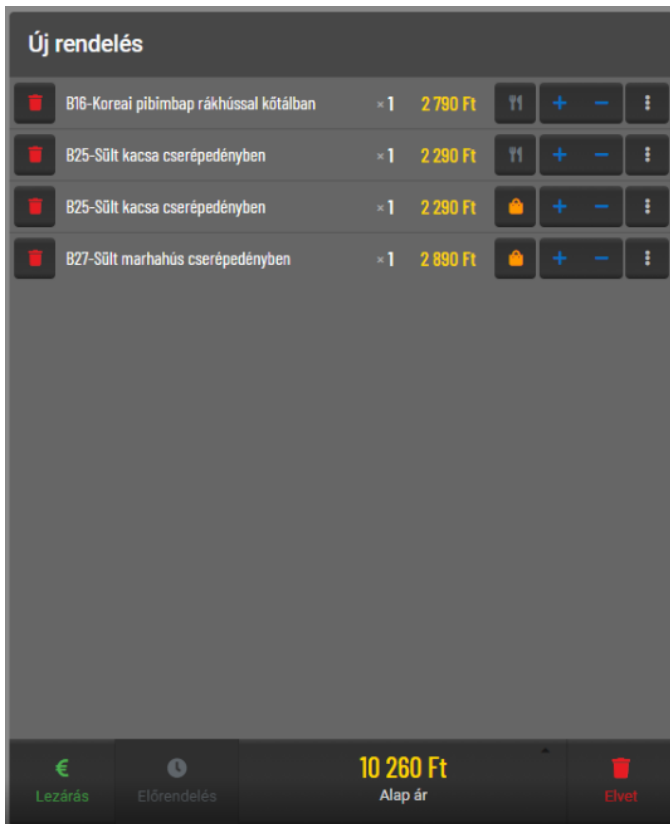 Új rendelés
B16-Koreai pibimbap rákhússal kőtálban ×1 2 790 Ft
B25-Sült kacsa cserépedényben ×1 2 290 Ft
B25-Sült kacsa cserépedényben ×1 2 290 Ft
B27-Sült marhahús cserépedényben ×1 2 890 Ft
€ 10 260 Ft
Lezárás Előrendelés Alap ár Elvet